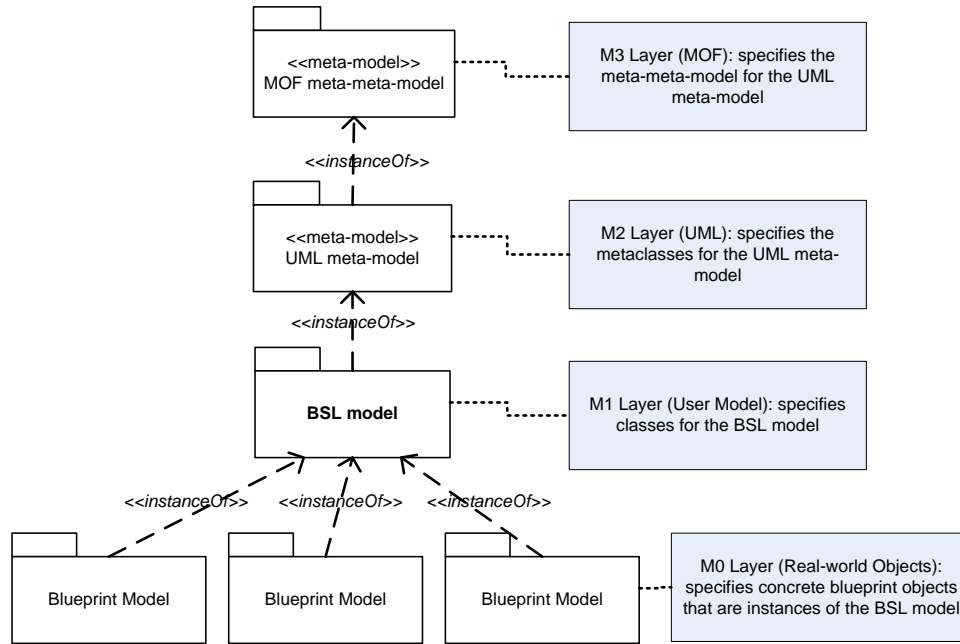 <<meta-model>>
MOF meta-meta-model
M3 Layer (MOF): specifies the
meta-meta-model for the UML
meta-model
<<instanceOf>>
<<meta-model>>
UML meta-model
M2 Layer (UML): specifies the
metaclasses for the UML meta-
model
<<instanceOf>>
BSL model
M1 Layer (User Model): specifies
classes for the BSL model
<<instanceOf>>
<<instanceOf>>
<<instanceOf>>
Blueprint Model
Blueprint Model
Blueprint Model
M0 Layer (Real-world Objects):
specifies concrete blueprint objects
that are instances of the BSL model